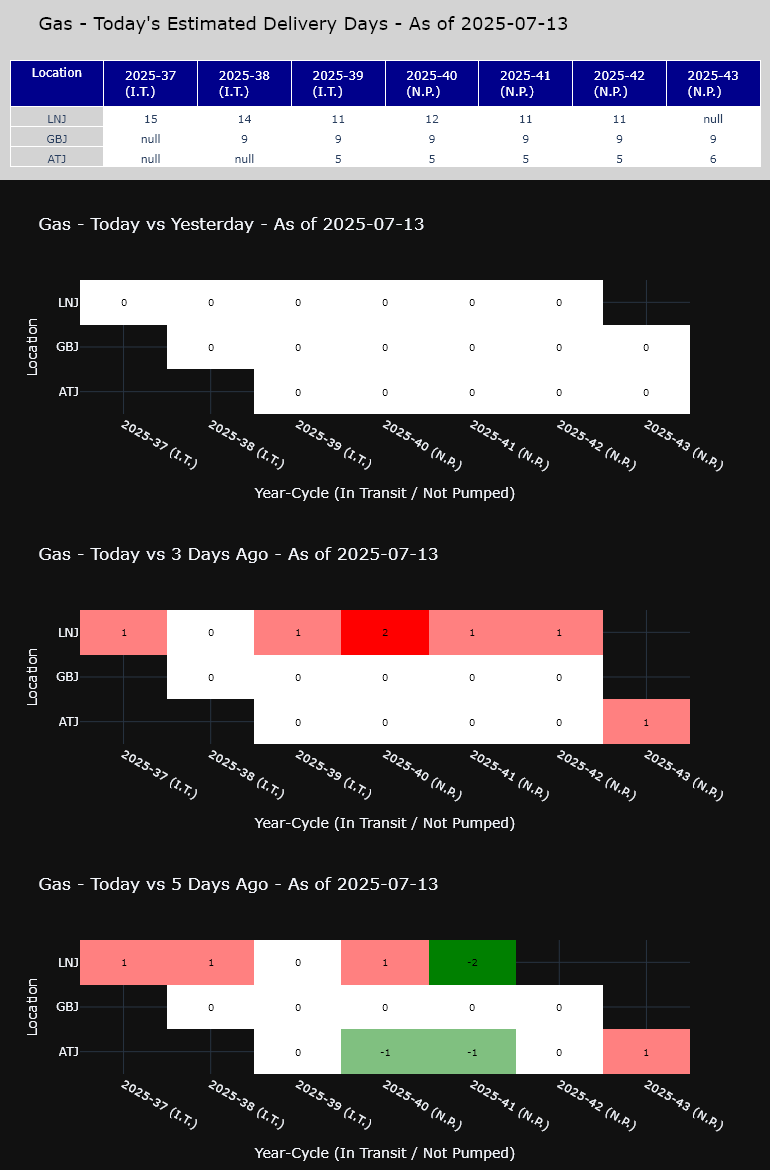 Gas - Today's Estimated Delivery Days - As of 2025-07-13
Location 2025-37 (I.T.) 2025-38 (I.T.) 2025-39 (I.T.) 2025-40 (N.P.) 2025-41 (N.P.) 2025-42 (N.P.) 2025-43 (N.P.)
LNJ 15 14 11 12 11 11 null
GBJ null 9 9 9 9 9 9
ATJ null null 5 5 5 5 6
Gas - Today vs Yesterday - As of 2025-07-13
Location
LNJ 0 0 0 0 0 0
GBJ 0 0 0 0 0 0
ATJ 0 0 0 0 0
2025-37 (I.T.) 2025-38 (I.T.) 2025-39 (I.T.) 2025-40 (N.P.) 2025-41 (N.P.) 2025-42 (N.P.) 2025-43 (N.P.)
Year-Cycle (In Transit / Not Pumped)
Gas - Today vs 3 Days Ago - As of 2025-07-13
Location
LNJ 1 0 1 2 1 1
GBJ 0 0 0 0 0
ATJ 0 0 0 0 1
2025-37 (I.T.) 2025-38 (I.T.) 2025-39 (I.T.) 2025-40 (N.P.) 2025-41 (N.P.) 2025-42 (N.P.) 2025-43 (N.P.)
Year-Cycle (In Transit / Not Pumped)
Gas - Today vs 5 Days Ago - As of 2025-07-13
Location
LNJ 1 1 0 1 -2
GBJ 0 0 0 0 0
ATJ 0 -1 -1 0 1
2025-37 (I.T.) 2025-38 (I.T.) 2025-39 (I.T.) 2025-40 (N.P.) 2025-41 (N.P.) 2025-42 (N.P.) 2025-43 (N.P.)
Year-Cycle (In Transit / Not Pumped)